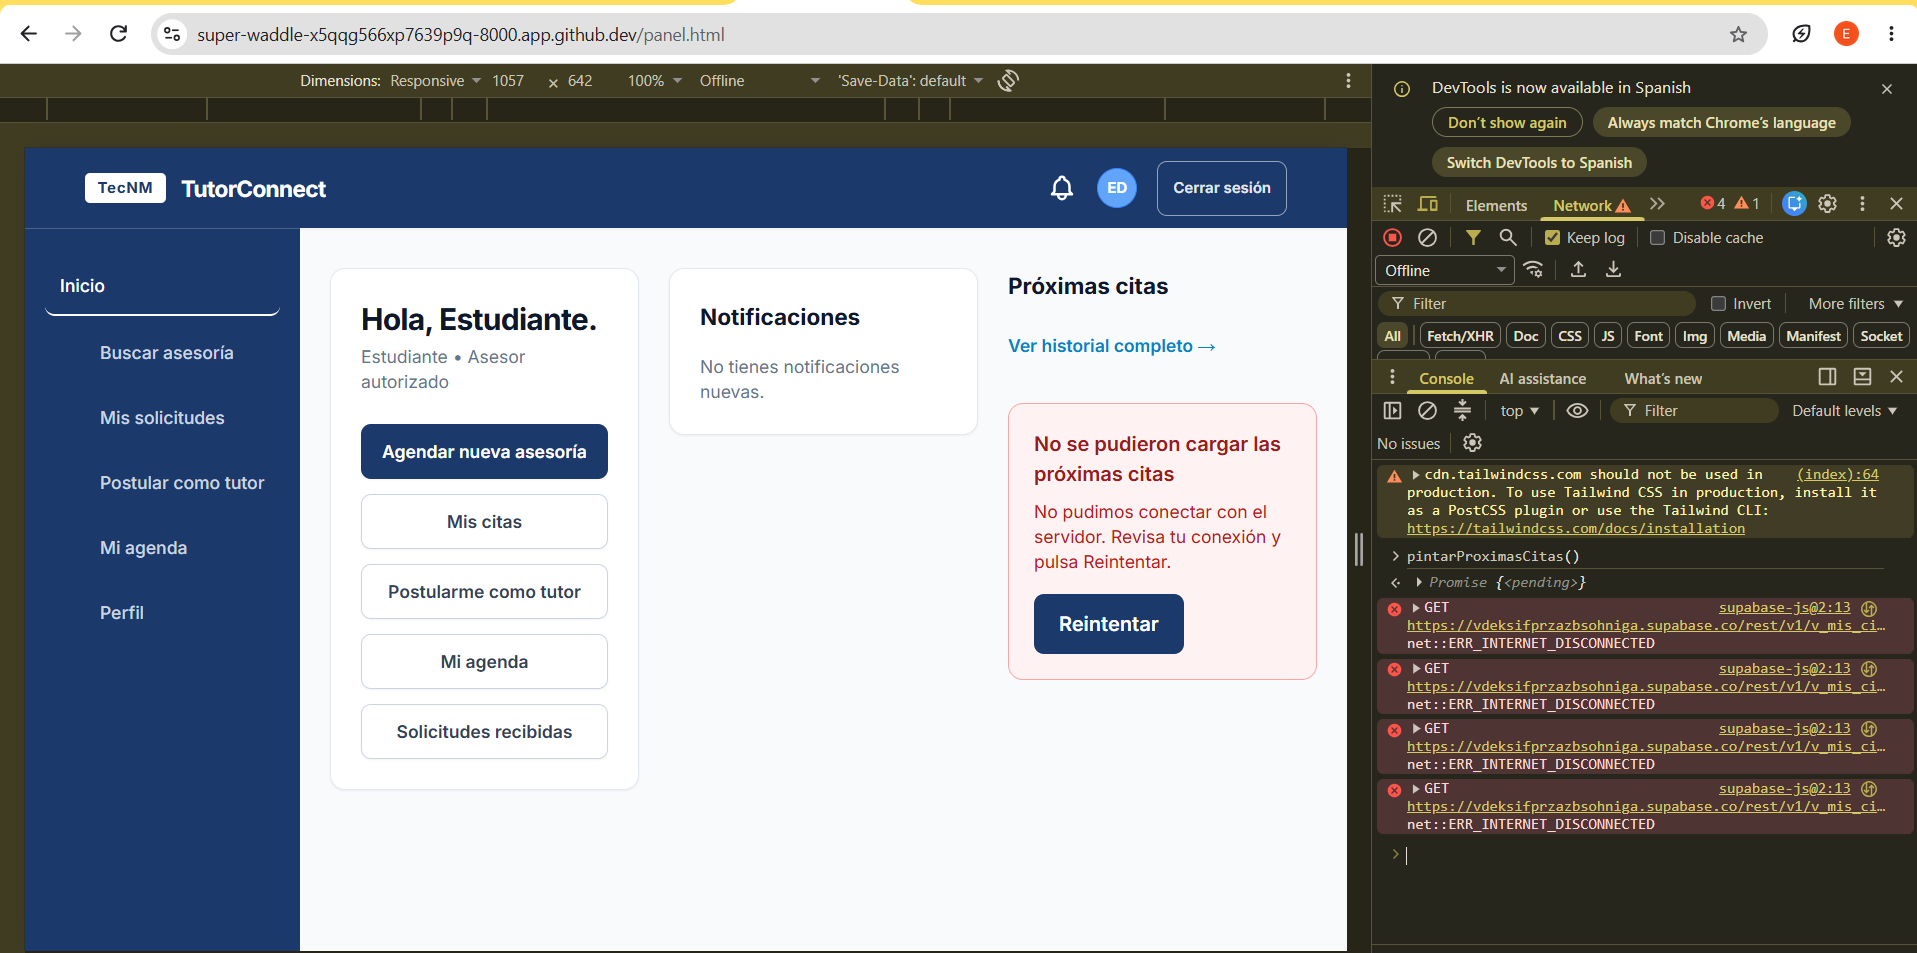 super-waddle-x5qqg566xp7639p9q-8000.app.github.dev/panel.html
E
Dimensions: Responsive 1057 x 642 100% Offline 'Save-Data': default
TecNM TutorConnect
ED
Cerrar sesión
Inicio
Buscar asesoría
Mis solicitudes
Postular como tutor
Mi agenda
Perfil
Hola, Estudiante.
Estudiante • Asesor
autorizado
Agendar nueva asesoría
Mis citas
Postularme como tutor
Mi agenda
Solicitudes recibidas
Notificaciones
No tienes notificaciones
nuevas.
Próximas citas
Ver historial completo →
No se pudieron cargar las
próximas citas
No pudimos conectar con el
servidor. Revisa tu conexión y
pulsa Reintentar.
Reintentar
DevTools is now available in Spanish
Don't show again
Always match Chrome's language
Switch DevTools to Spanish
Elements Network 4 1
Keep log Disable cache
Offline
Filter Invert More filters
All Fetch/XHR Doc CSS JS Font Img Media Manifest Socket
Console AI assistance What's new
top Filter Default levels
No issues
cdn.tailwindcss.com should not be used in (index):64
production. To use Tailwind CSS in production, install it
as a PostCSS plugin or use the Tailwind CLI:
https://tailwindcss.com/docs/installation
> pintarProximasCitas()
Promise {<pending>}
GET supabase-js@2:13
https://vdeksifprzazbsohniga.supabase.co/rest/v1/v_mis_ci…
net::ERR_INTERNET_DISCONNECTED
GET supabase-js@2:13
https://vdeksifprzazbsohniga.supabase.co/rest/v1/v_mis_ci…
net::ERR_INTERNET_DISCONNECTED
GET supabase-js@2:13
https://vdeksifprzazbsohniga.supabase.co/rest/v1/v_mis_ci…
net::ERR_INTERNET_DISCONNECTED
GET supabase-js@2:13
https://vdeksifprzazbsohniga.supabase.co/rest/v1/v_mis_ci…
net::ERR_INTERNET_DISCONNECTED
>